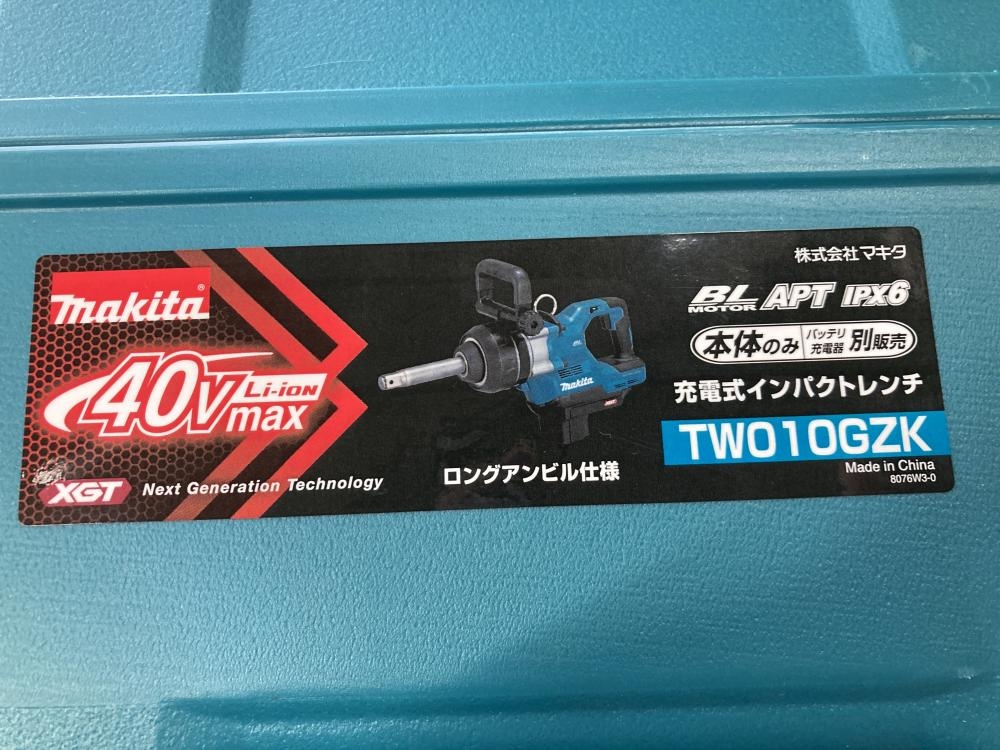 makita®
40Vmax Li-ion
XGT Next Generation Technology
makita
ロングアンビル仕様
株式会社マキタ
BL MOTOR APT IPX6
本体のみ バッテリ 充電器 別販売
充電式インパクトレンチ
TW010GZK
Made in China
8076W3-0